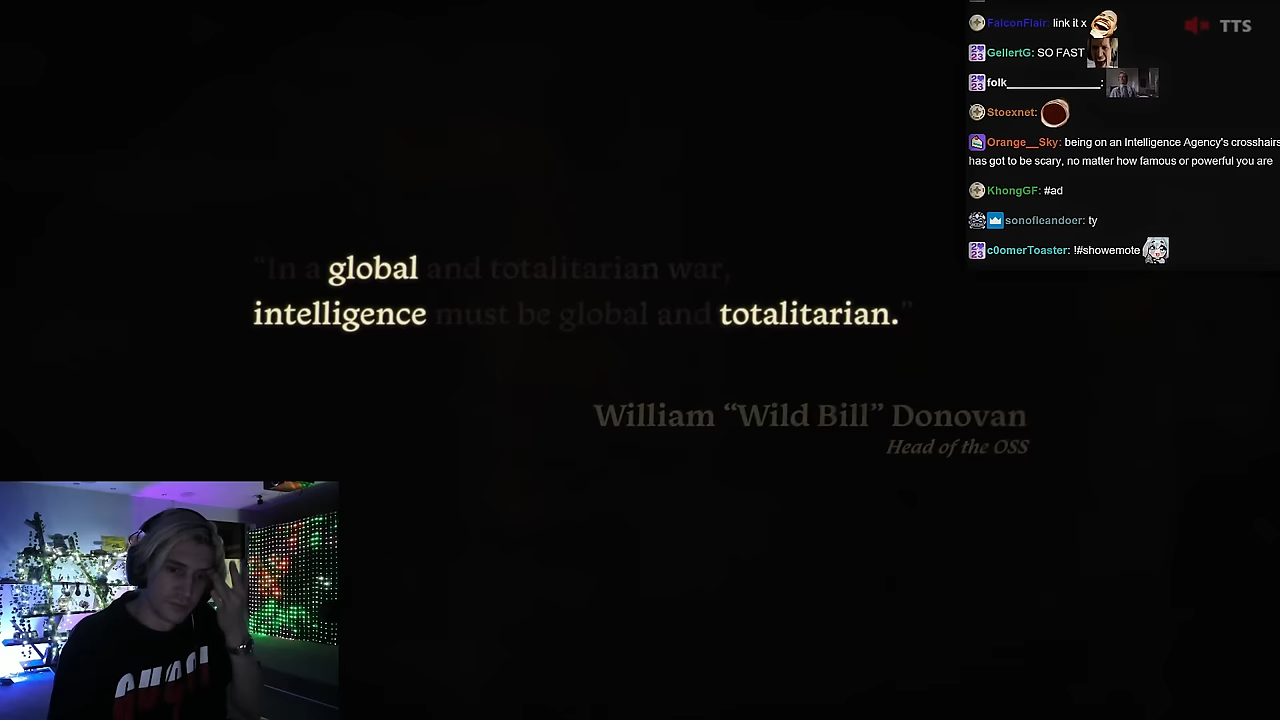 FalconFlair: link it x
TTS
GellertG: SO FAST
folk______________:
Stoexnet:
Orange__Sky: being on an Intelligence Agency's crosshairs
has got to be scary, no matter how famous or powerful you are
KhongGF: #ad
sonofleandoer: ty
c0omerToaster: !#showemote
“In a global and totalitarian war,
intelligence must be global and totalitarian.”
William “Wild Bill” Donovan
Head of the OSS